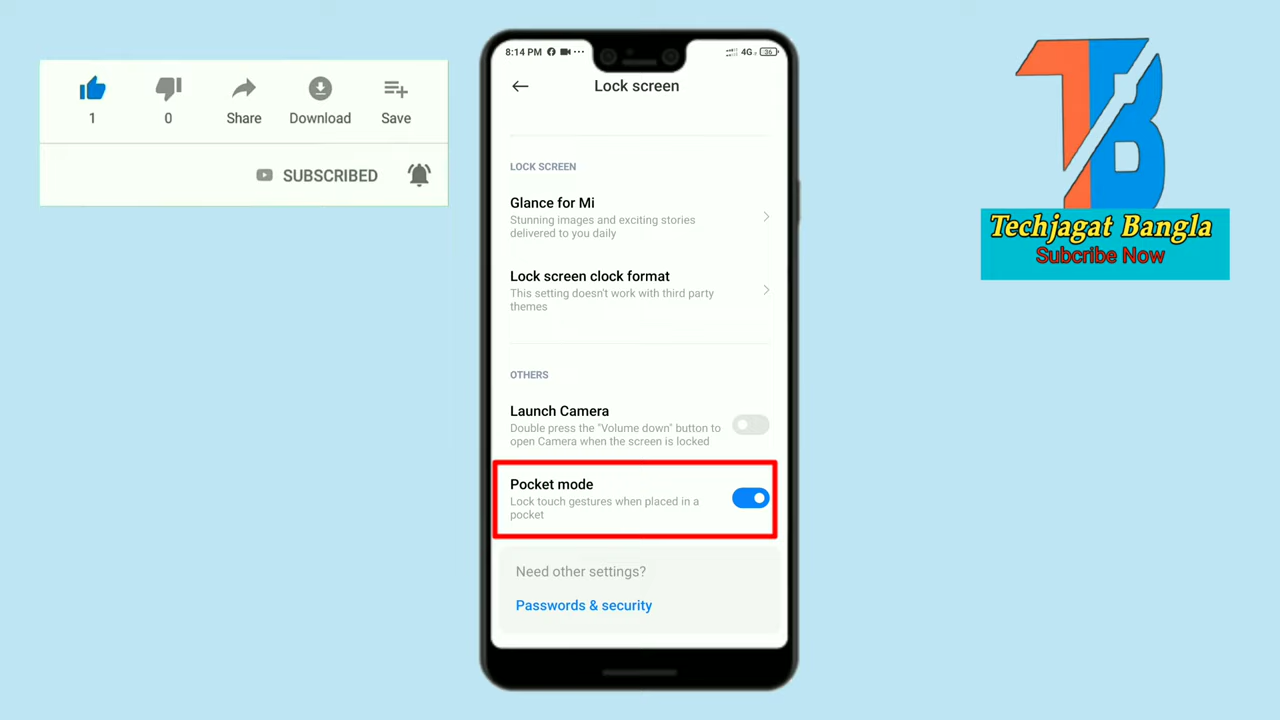 1
0
Share
Download
Save
SUBSCRIBED
8:14 PM
4G
36
Lock screen
LOCK SCREEN
Glance for Mi
Stunning images and exciting stories
delivered to you daily
Lock screen clock format
This setting doesn't work with third party
themes
OTHERS
Launch Camera
Double press the "Volume down" button to
open Camera when the screen is locked
Pocket mode
Lock touch gestures when placed in a
pocket
Need other settings?
Passwords & security
TB
Techjagat Bangla
Subcribe Now